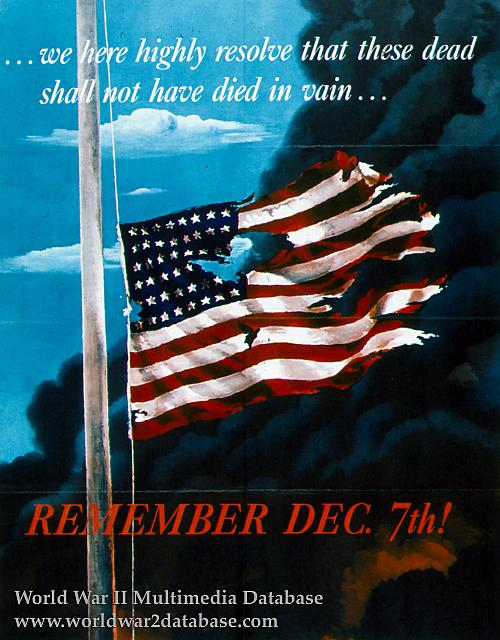 ...we here highly resolve that these dead
shall not have died in vain...
REMEMBER DEC. 7th!
World War II Multimedia Database
www.worldwar2database.com